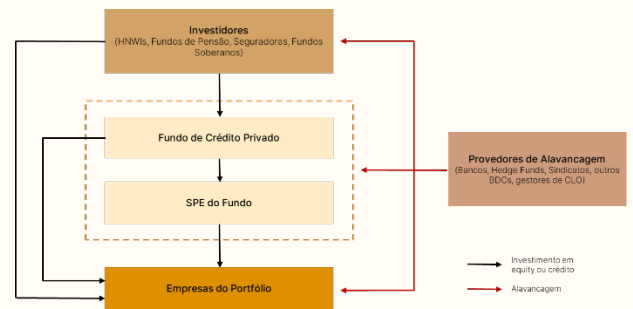 Investidores
(HNWIs, Fundos de Pensão, Seguradoras, Fundos
Soberanos)
Fundo de Crédito Privado
Provedores de Alavancagem
(Bancos, Hedge Funds, Sindicatos, outros
BDCs, gestores de CLO)
SPE do Fundo
Investimento em
equity ou crédito
Empresas do Portfólio
Alavancagem